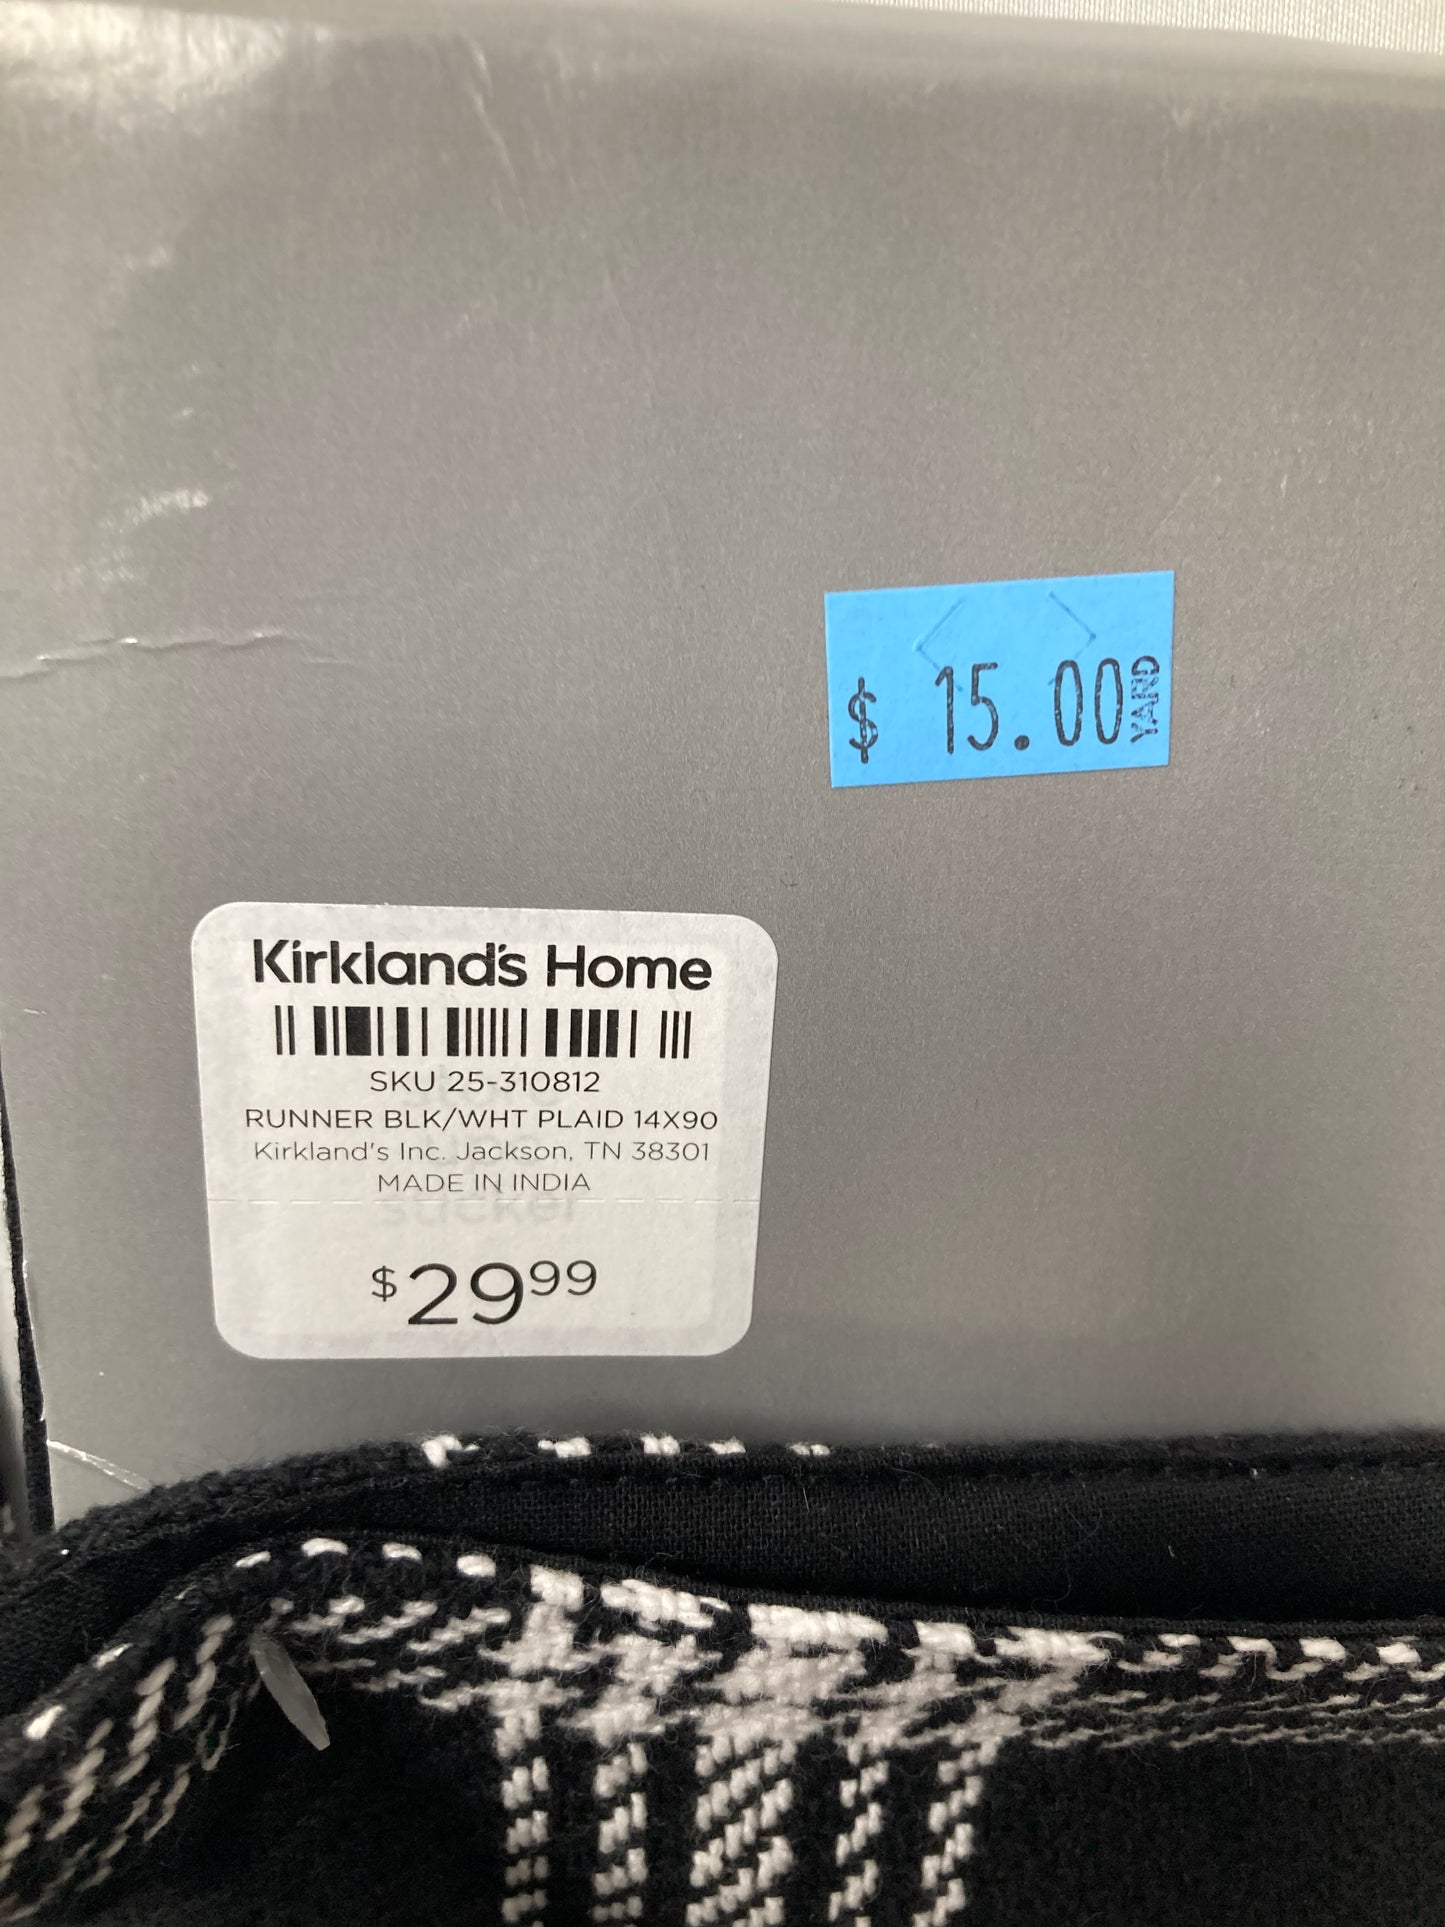 $ 15.00 YARD
Kirkland's Home
SKU 25-310812
RUNNER BLK/WHT PLAID 14X90
Kirkland's Inc. Jackson, TN 38301
MADE IN INDIA
sucker
$29.99